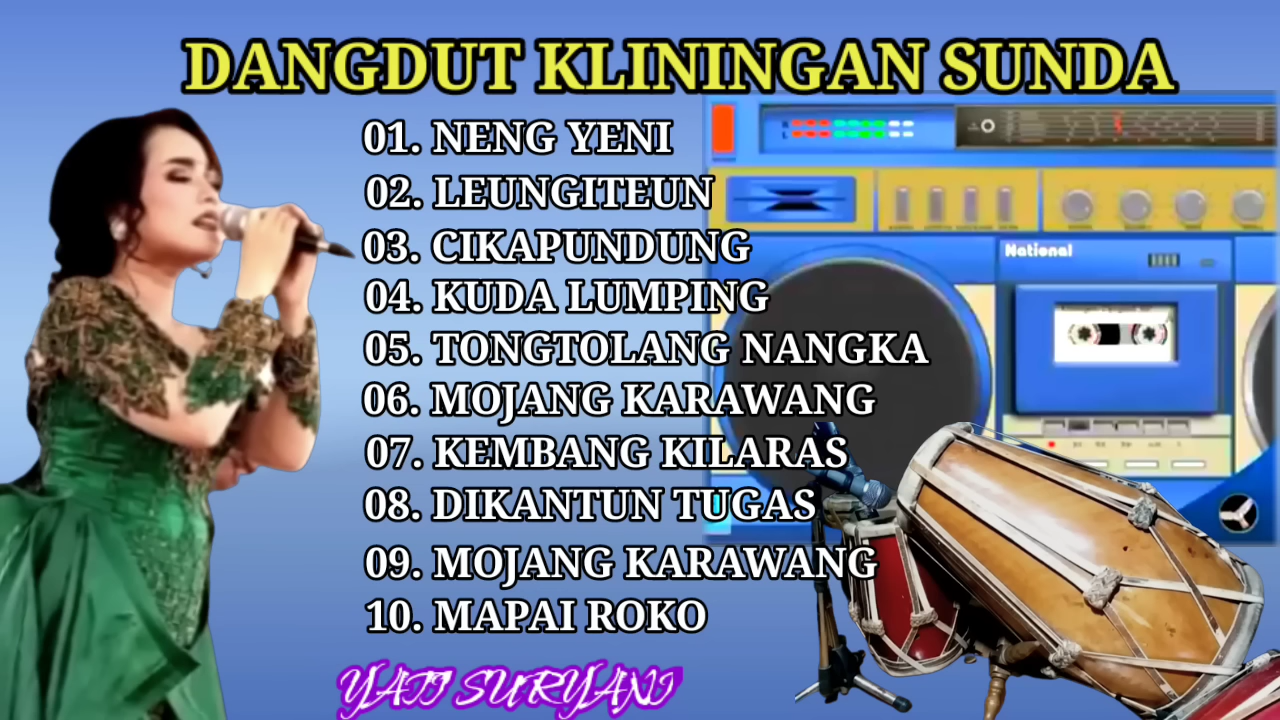 DANGDUT KLININGAN SUNDA
01. NENG YENI
02. LEUNGITEUN
03. CIKAPUNDUNG
04. KUDA LUMPING
05. TONGTOLANG NANGKA
06. MOJANG KARAWANG
07. KEMBANG KILARAS
08. DIKANTUN TUGAS
09. MOJANG KARAWANG
10. MAPAI ROKO
YATI SURYANI
National